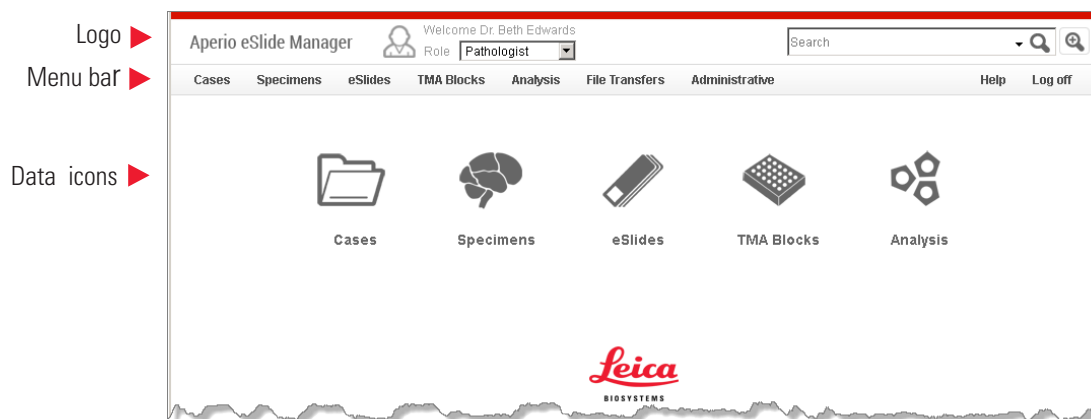 Logo
Aperio eSlide Manager
Welcome Dr. Beth Edwards
Role Pathologist
Search
Menu bar
Cases Specimens eSlides TMA Blocks Analysis File Transfers Administrative Help Log off
Data icons
Cases Specimens eSlides TMA Blocks Analysis
Leica
BIOSYSTEMS